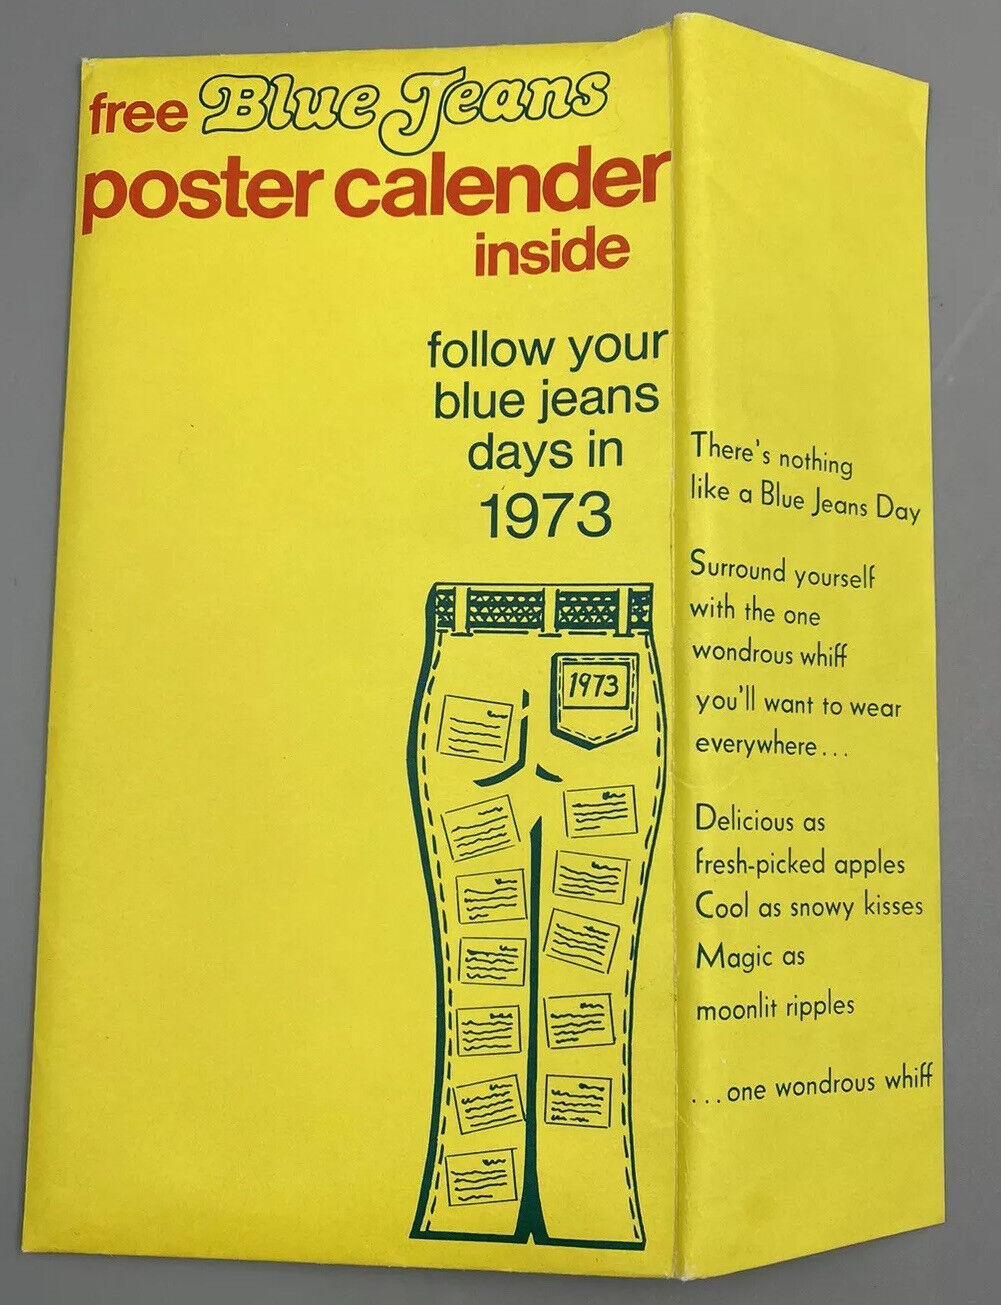 free Blue Jeans
poster calender
inside
follow your
blue jeans
days in
1973
1973
There's nothing
like a Blue Jeans Day
Surround yourself
with the one
wondrous whiff
you'll want to wear
everywhere...
Delicious as
fresh-picked apples
Cool as snowy kisses
Magic as
moonlit ripples
...one wondrous whiff